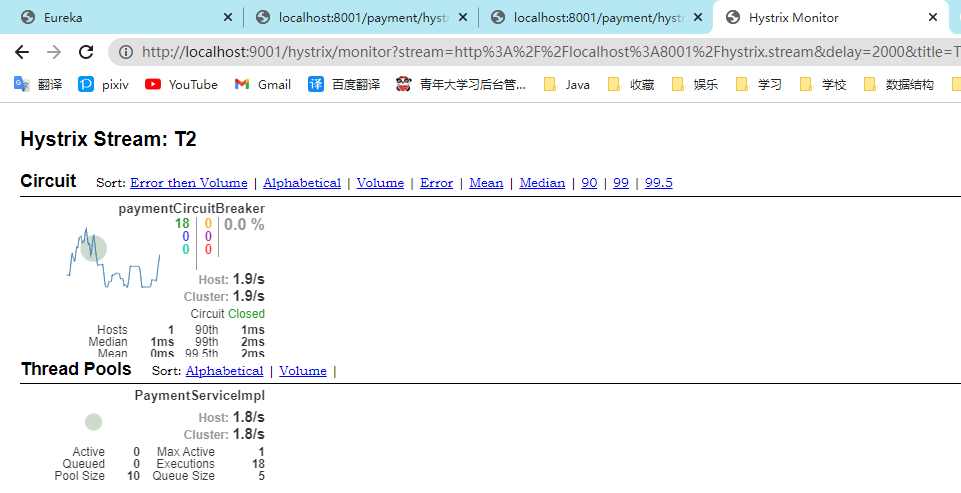 Eureka localhost:8001/payment/hyst localhost:8001/payment/hyst Hystrix Monitor
http://localhost:9001/hystrix/monitor?stream=http%3A%2F%2Flocalhost%3A8001%2Fhystrix.stream&delay=2000&title=T
翻译 pixiv YouTube Gmail 译 百度翻译 青年大学习后台管... Java 收藏 娱乐 学习 学校 数据结构
Hystrix Stream: T2
Circuit Sort: Error then Volume | Alphabetical | Volume | Error | Mean | Median | 90 | 99 | 99.5
paymentCircuitBreaker
18 0 0.0 %
0 0
0 0
Host: 1.9/s
Cluster: 1.9/s
Circuit Closed
Hosts 1 90th 1ms
Median 1ms 99th 2ms
Mean 0ms 99.5th 2ms
Thread Pools Sort: Alphabetical | Volume |
PaymentServiceImpl
Host: 1.8/s
Cluster: 1.8/s
Active 0 Max Active 1
Queued 0 Executions 18
Pool Size 10 Queue Size 5